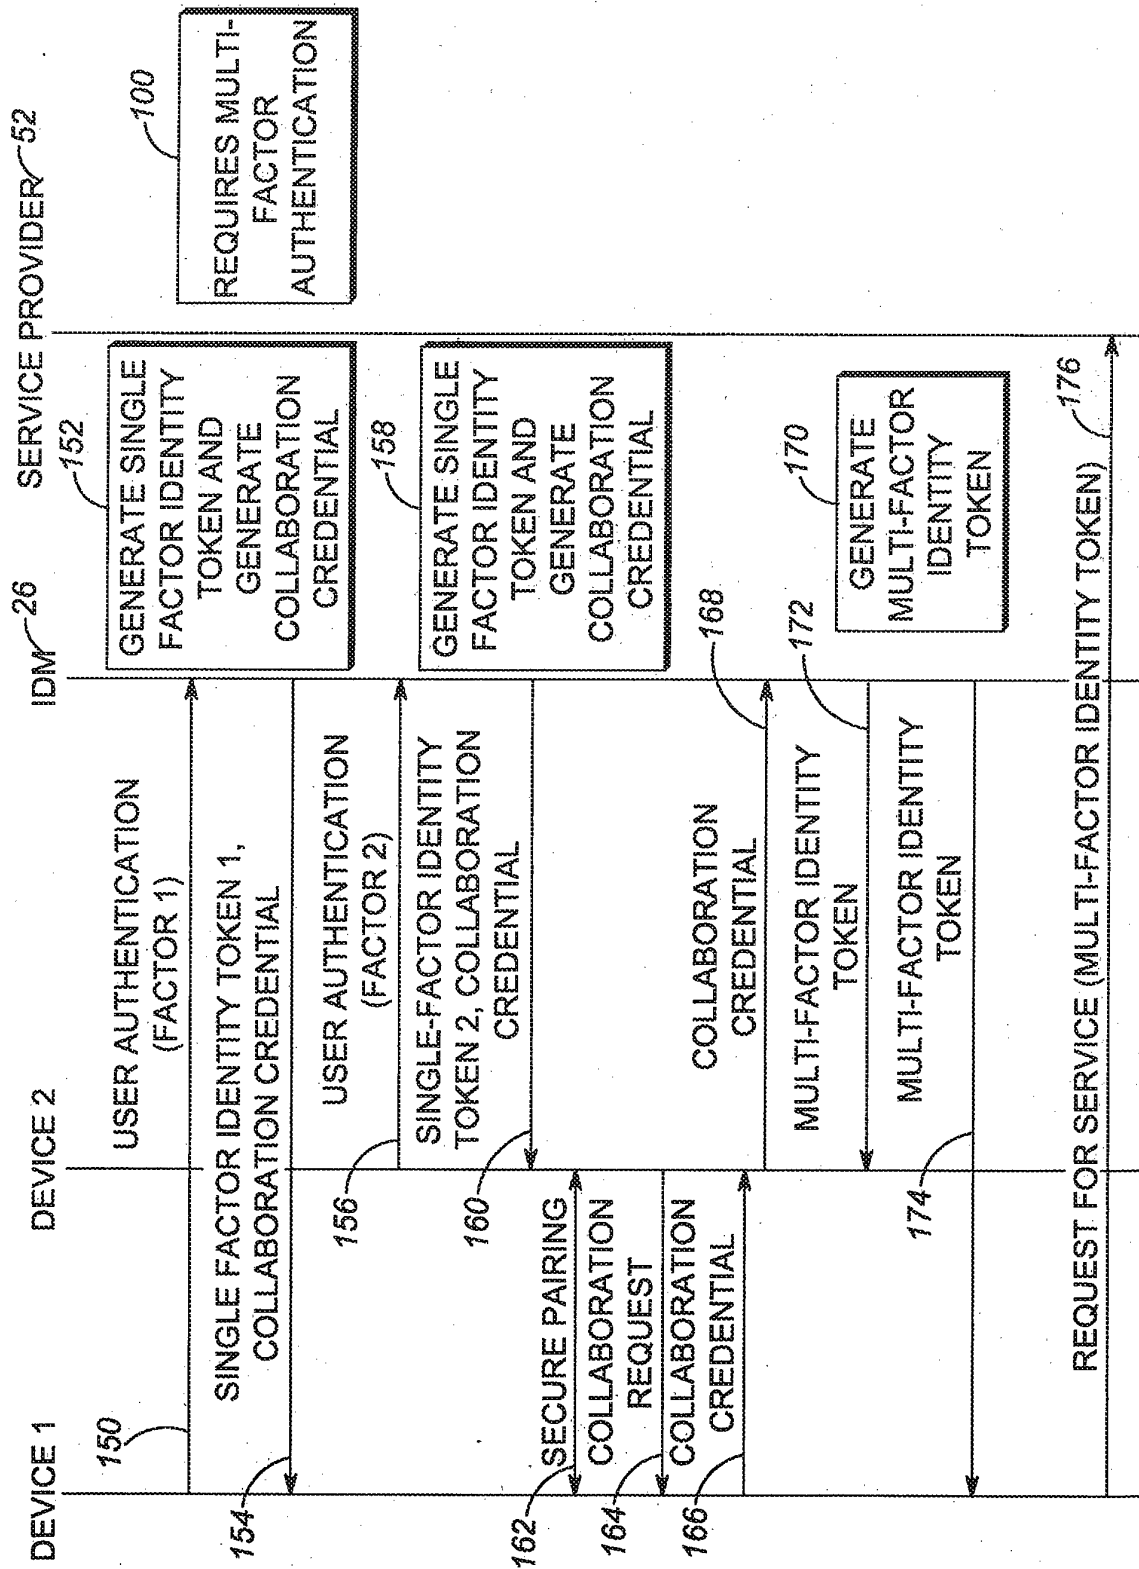 DEVICE 1
DEVICE 2
IDM 26
SERVICE PROVIDER 52
100
REQUIRES MULTI-
FACTOR
AUTHENTICATION
150
USER AUTHENTICATION
(FACTOR 1)
152
GENERATE SINGLE
FACTOR IDENTITY
TOKEN AND
GENERATE
COLLABORATION
CREDENTIAL
154
SINGLE FACTOR IDENTITY TOKEN 1,
COLLABORATION CREDENTIAL
156
USER AUTHENTICATION
(FACTOR 2)
158
GENERATE SINGLE
FACTOR IDENTITY
TOKEN AND
GENERATE
COLLABORATION
CREDENTIAL
160
SINGLE-FACTOR IDENTITY
TOKEN 2, COLLABORATION
CREDENTIAL
162
SECURE PAIRING
164
COLLABORATION
REQUEST
166
COLLABORATION
CREDENTIAL
168
COLLABORATION
CREDENTIAL
170
GENERATE
MULTI-FACTOR
IDENTITY
TOKEN
172
MULTI-FACTOR IDENTITY
TOKEN
174
MULTI-FACTOR IDENTITY
TOKEN
REQUEST FOR SERVICE (MULTI-FACTOR IDENTITY TOKEN)
176